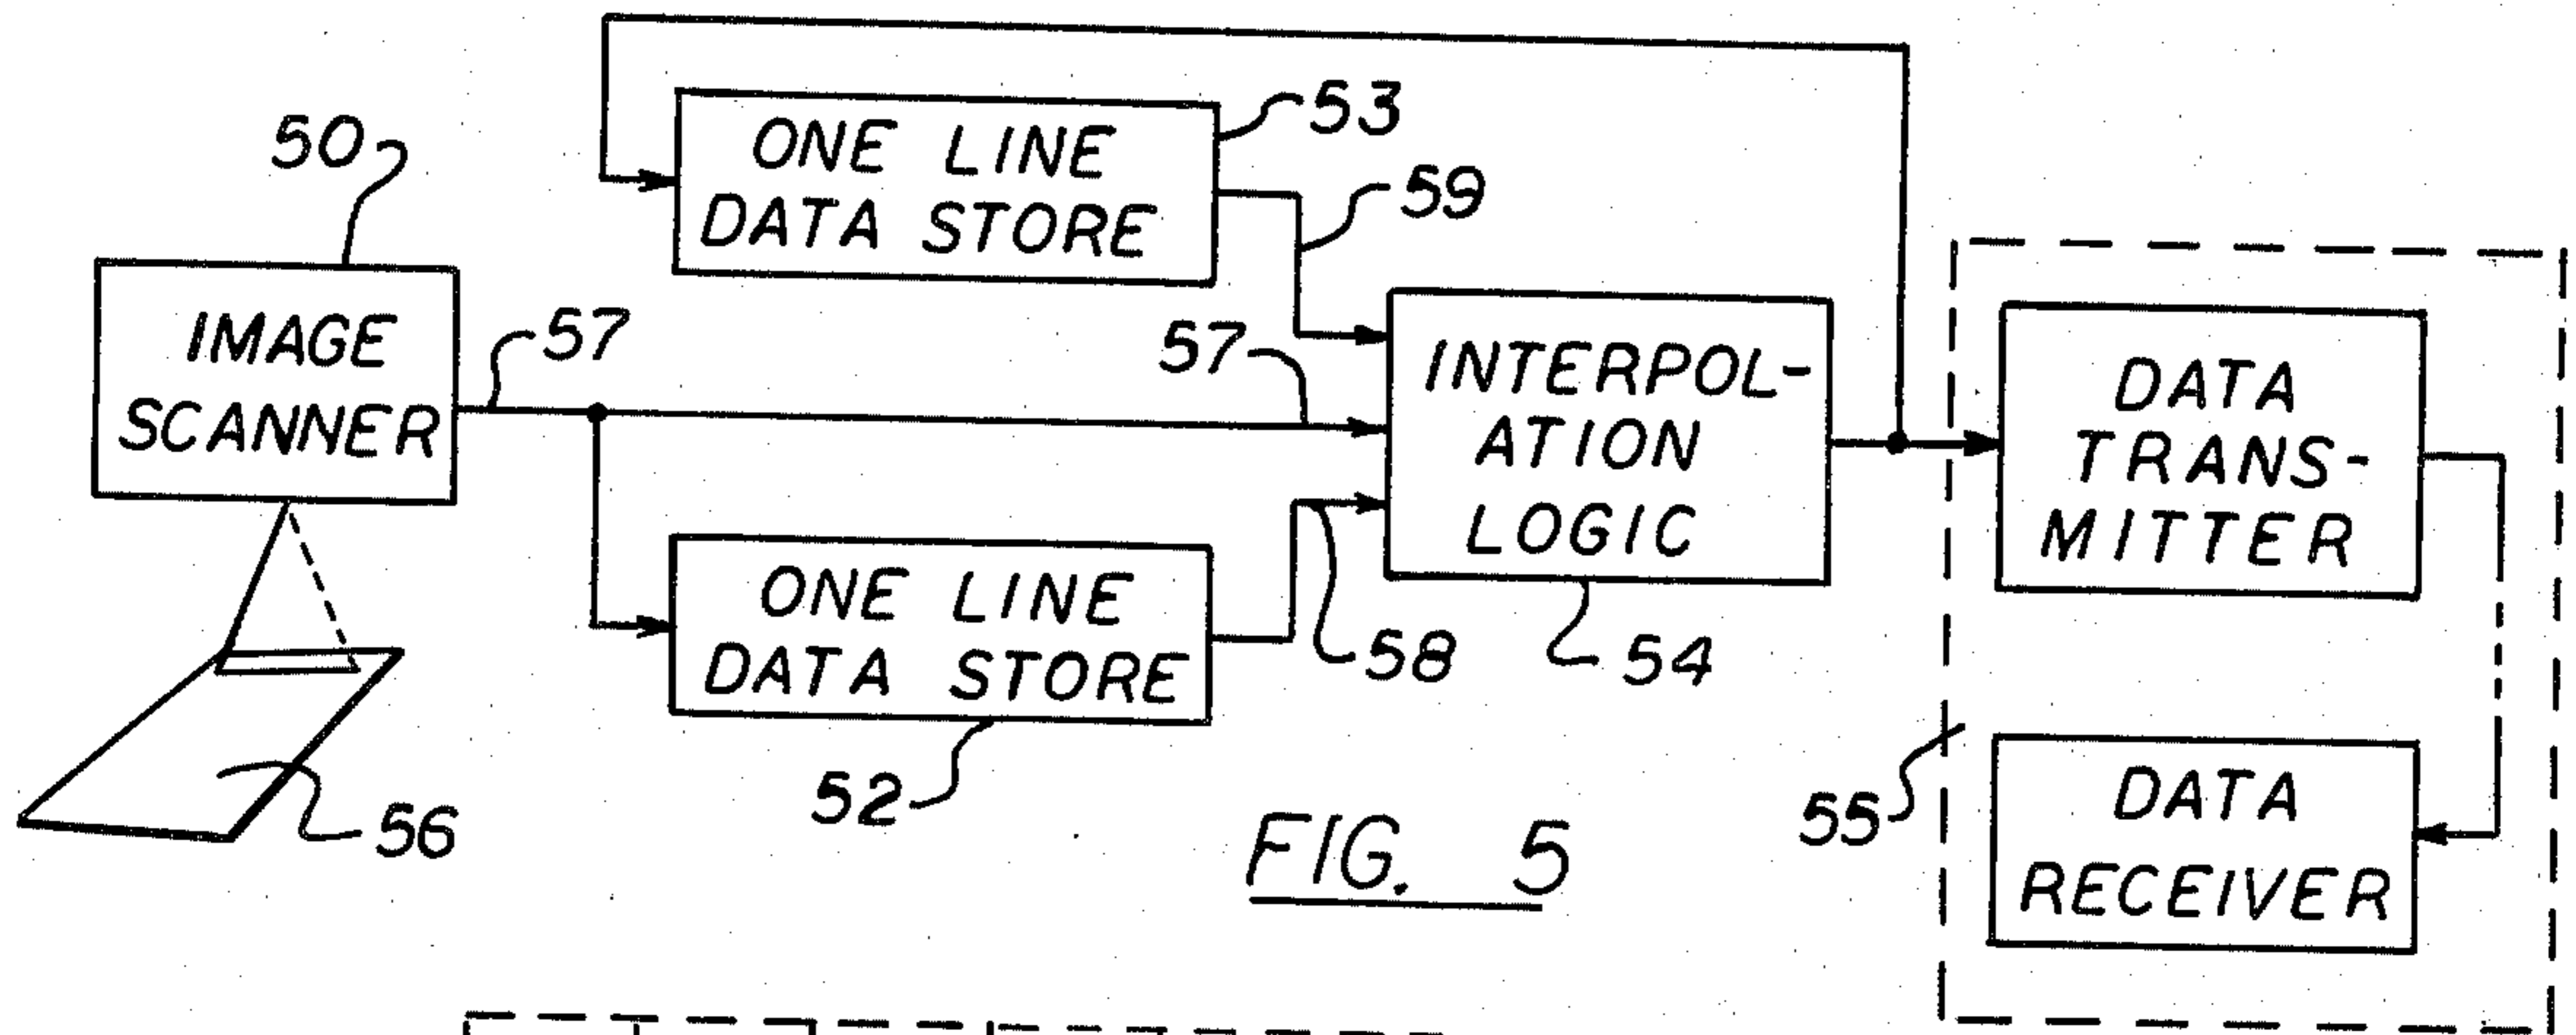 50
53
ONE LINE
DATA STORE
59
IMAGE
SCANNER
57
57
INTERPOL-
ATION
LOGIC
DATA
TRANS-
MITTER
ONE LINE
DATA STORE
58
54
52
56
55
DATA
RECEIVER
FIG. 5